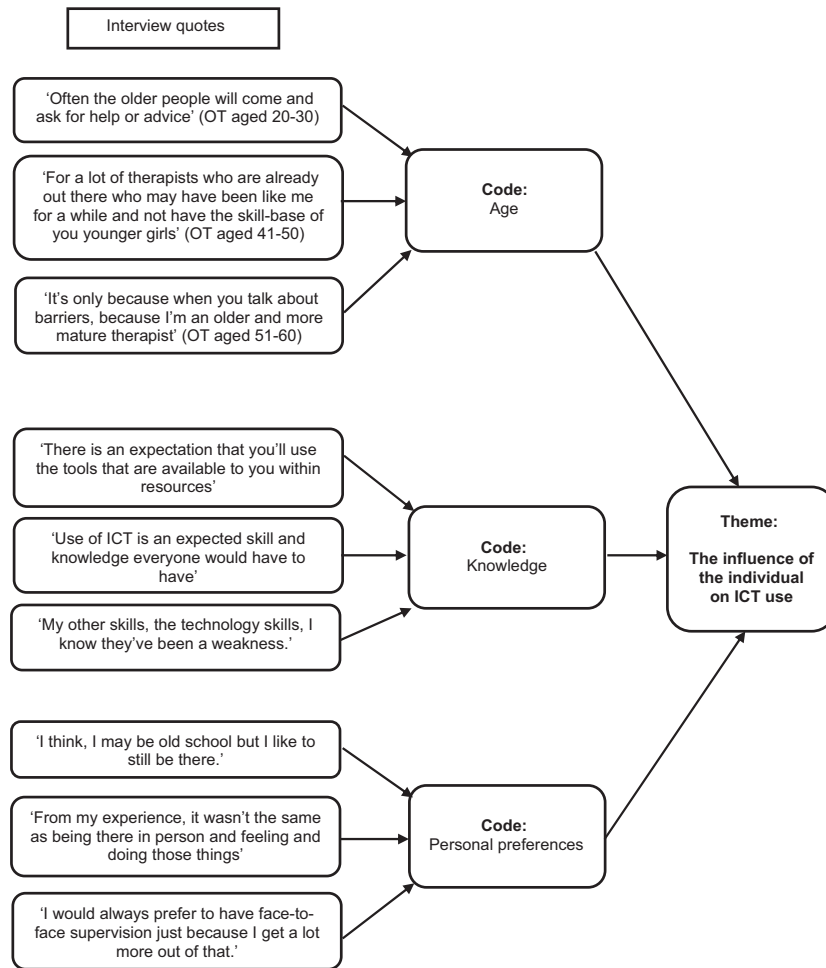 Interview quotes
‘Often the older people will come and
ask for help or advice’ (OT aged 20-30)
‘For a lot of therapists who are already
out there who may have been like me
for a while and not have the skill-base of
you younger girls’ (OT aged 41-50)
‘It’s only because when you talk about
barriers, because I’m an older and more
mature therapist’ (OT aged 51-60)
Code:
Age
‘There is an expectation that you’ll use
the tools that are available to you within
resources’
‘Use of ICT is an expected skill and
knowledge everyone would have to
have’
‘My other skills, the technology skills, I
know they’ve been a weakness.’
Code:
Knowledge
‘I think, I may be old school but I like to
still be there.’
‘From my experience, it wasn’t the same
as being there in person and feeling and
doing those things’
‘I would always prefer to have face-to-
face supervision just because I get a lot
more out of that.’
Code:
Personal preferences
Theme:
The influence of
the individual
on ICT use